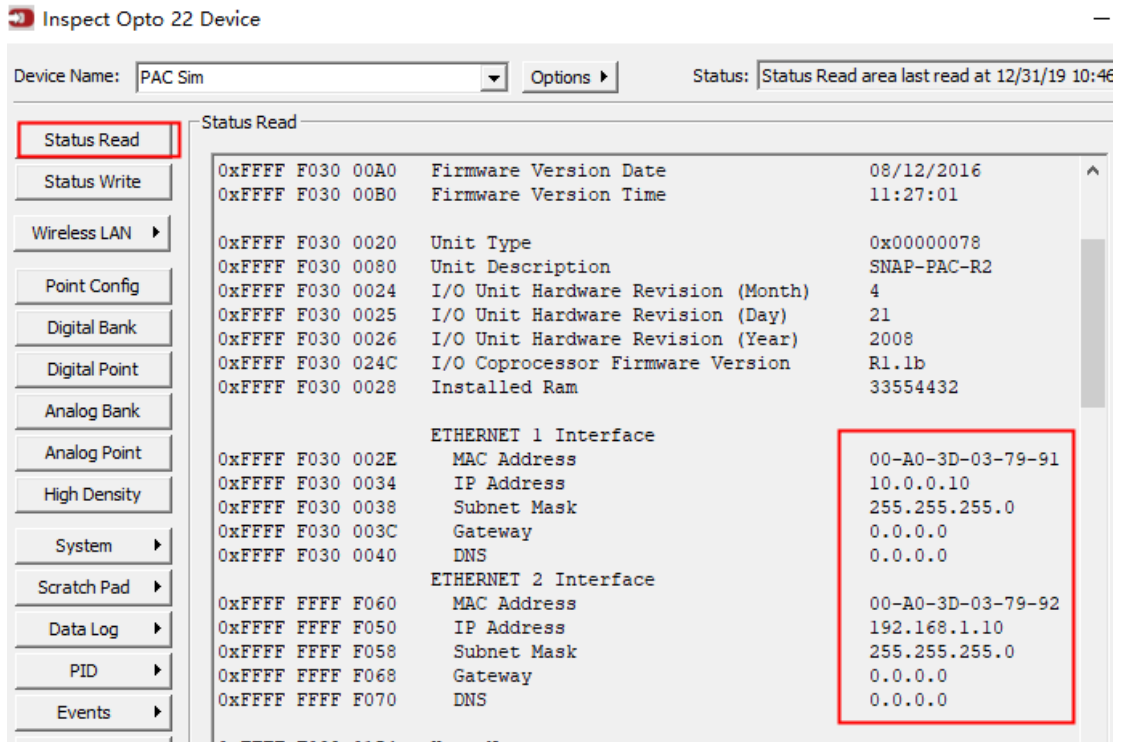 Inspect Opto 22 Device
Device Name: PAC Sim Options Status: Status Read area last read at 12/31/19 10:46
Status Read
Status Write
Wireless LAN
Point Config
Digital Bank
Digital Point
Analog Bank
Analog Point
High Density
System
Scratch Pad
Data Log
PID
Events
Status Read
0xFFFF F030 00A0 Firmware Version Date 08/12/2016
0xFFFF F030 00B0 Firmware Version Time 11:27:01
0xFFFF F030 0020 Unit Type 0x00000078
0xFFFF F030 0080 Unit Description SNAP-PAC-R2
0xFFFF F030 0024 I/O Unit Hardware Revision (Month) 4
0xFFFF F030 0025 I/O Unit Hardware Revision (Day) 21
0xFFFF F030 0026 I/O Unit Hardware Revision (Year) 2008
0xFFFF F030 024C I/O Coprocessor Firmware Version R1.1b
0xFFFF F030 0028 Installed Ram 33554432
ETHERNET 1 Interface
0xFFFF F030 002E MAC Address 00-A0-3D-03-79-91
0xFFFF F030 0034 IP Address 10.0.0.10
0xFFFF F030 0038 Subnet Mask 255.255.255.0
0xFFFF F030 003C Gateway 0.0.0.0
0xFFFF F030 0040 DNS 0.0.0.0
ETHERNET 2 Interface
0xFFFF FFFF F060 MAC Address 00-A0-3D-03-79-92
0xFFFF FFFF F050 IP Address 192.168.1.10
0xFFFF FFFF F058 Subnet Mask 255.255.255.0
0xFFFF FFFF F068 Gateway 0.0.0.0
0xFFFF FFFF F070 DNS 0.0.0.0